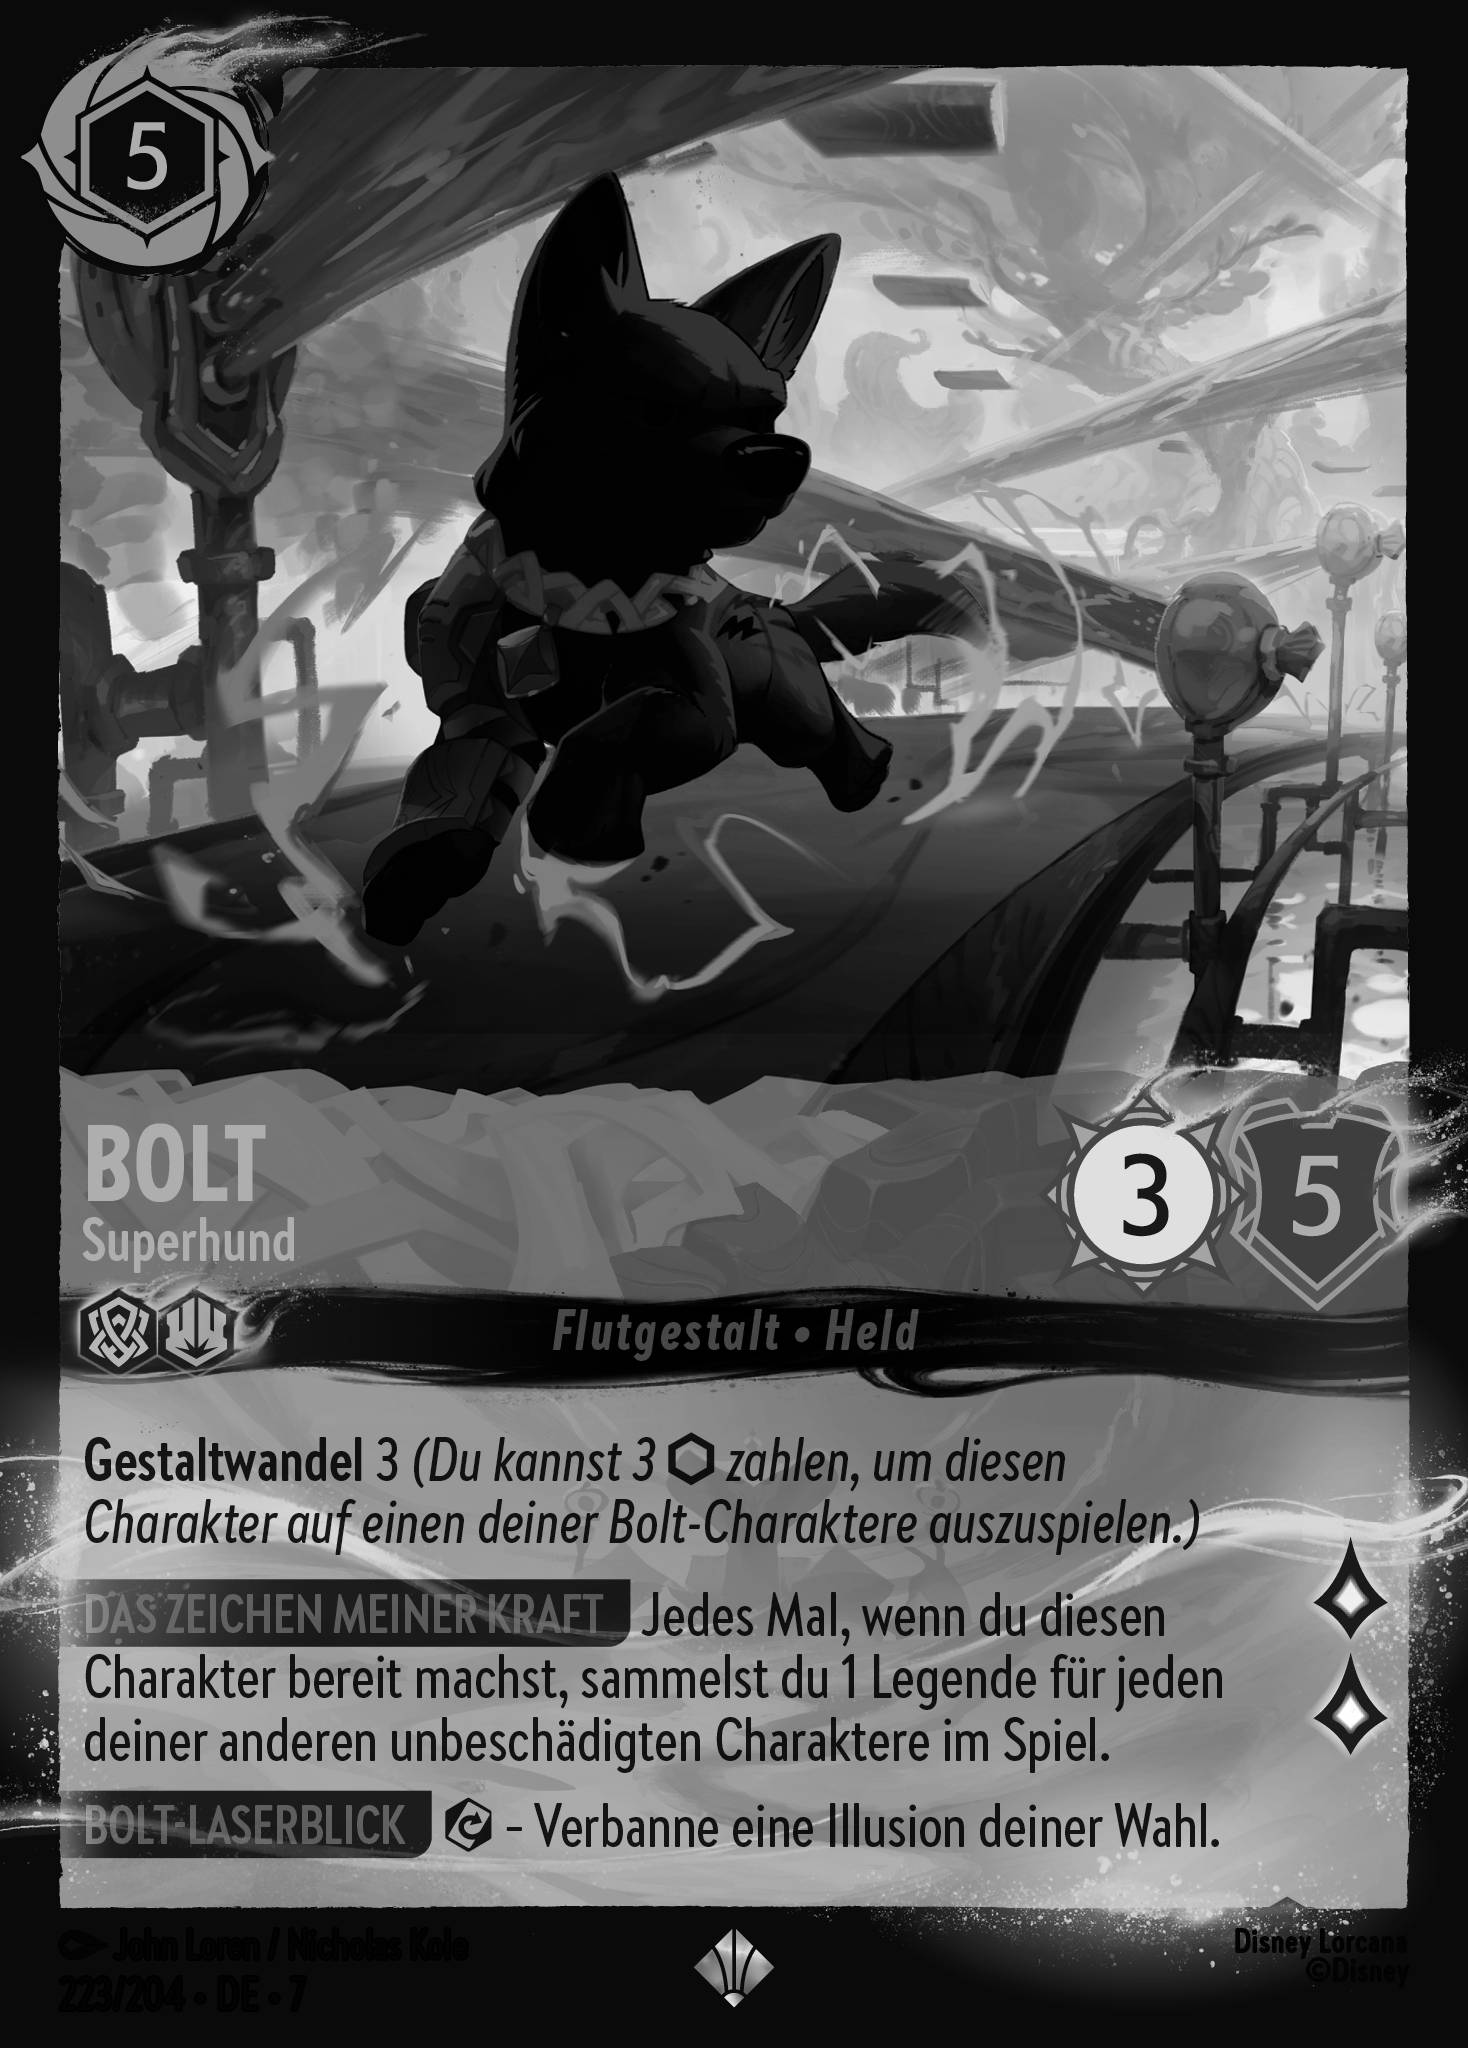 5
BOLT
Superhund
3
5
Flutgestalt • Held
Gestaltwandel 3 (Du kannst 3 zahlen, um diesen
Charakter auf einen deiner Bolt-Charaktere auszuspielen.)
DAS ZEICHEN MEINER KRAFT Jedes Mal, wenn du diesen
Charakter bereit machst, sammelst du 1 Legende für jeden
deiner anderen unbeschädigten Charaktere im Spiel.
BOLT-LASERBLICK – Verbanne eine Illusion deiner Wahl.
John Loren / Nicholas Kole
223/204 • DE • 7
Disney Lorcana
©Disney